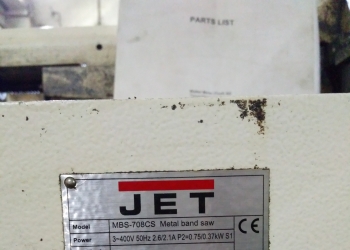 PARTS LIST
JET
Model MBS-708CS Metal band saw
Power 3~400V 50Hz 2.6/2.1A P2=0.75/0.37kW S1
CE